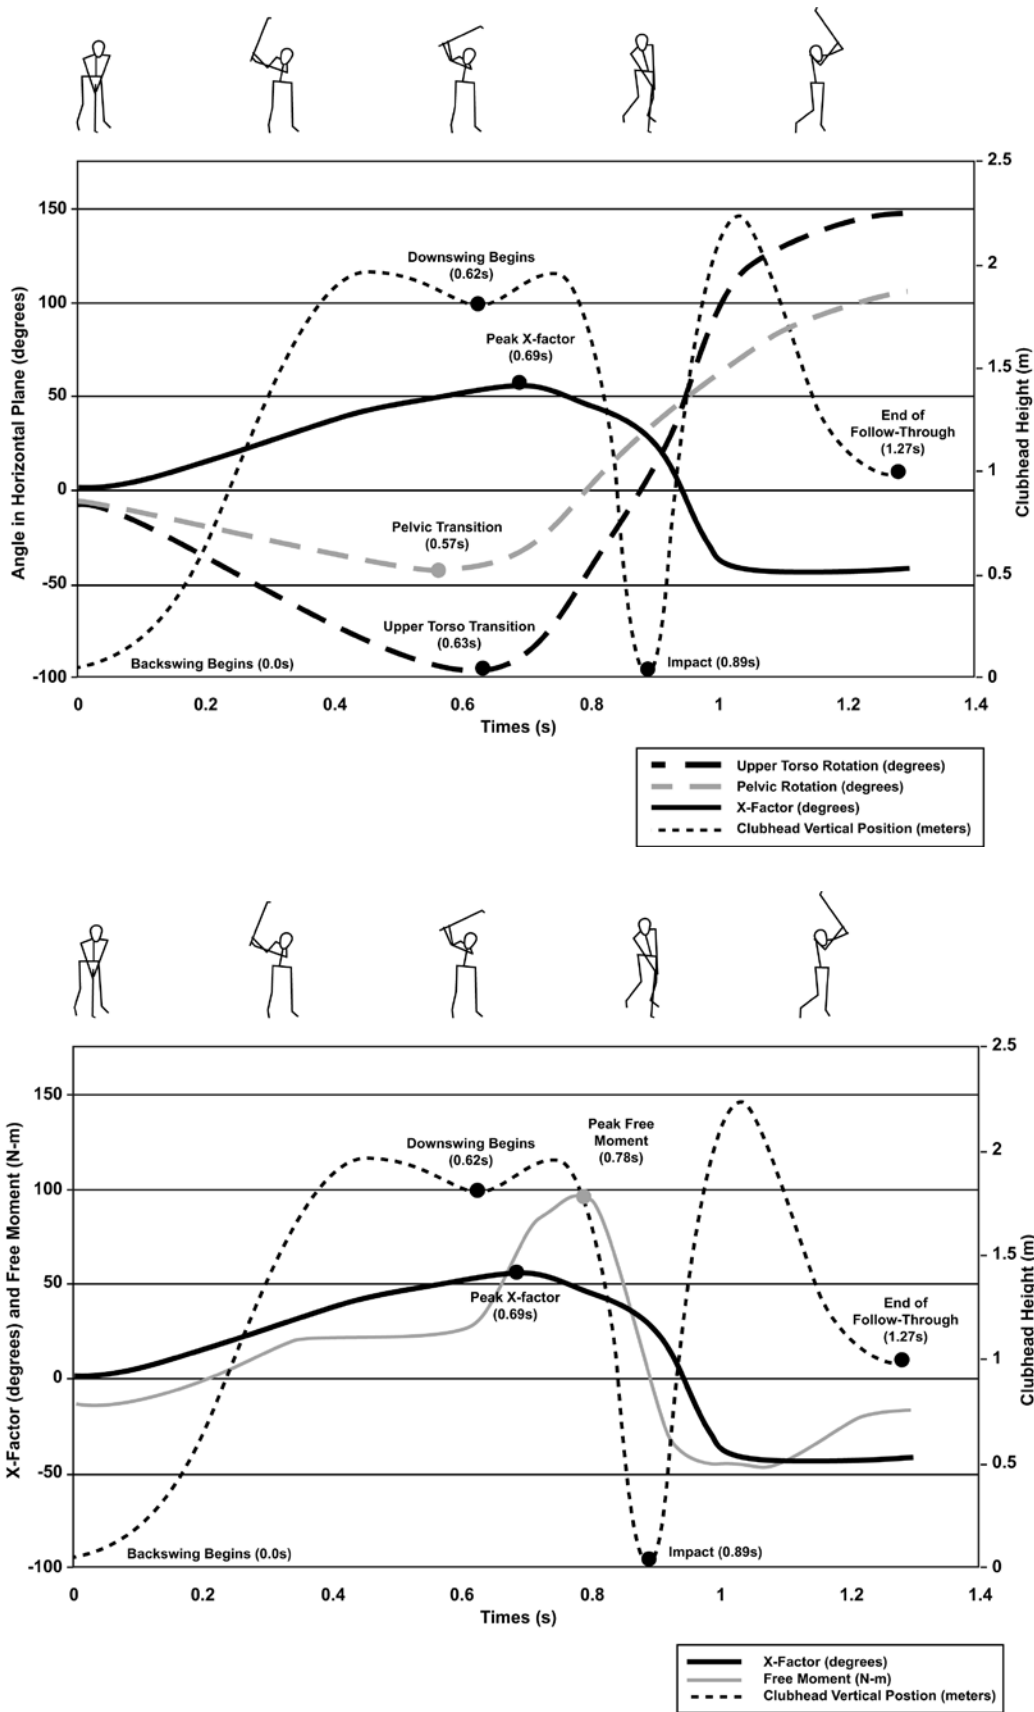 2.5
150
Downswing Begins
(0.62s)
2
100
Peak X-factor
(0.69s)
1.5
50
End of
Follow-Through
(1.27s)
1
0
Pelvic Transition
(0.57s)
-50
0.5
Upper Torso Transition
(0.63s)
Backswing Begins (0.0s)
Impact (0.89s)
-100
0
Angle in Horizontal Plane (degrees)
Clubhead Height (m)
0 0.2 0.4 0.6 0.8 1 1.2 1.4
Times (s)
Upper Torso Rotation (degrees)
Pelvic Rotation (degrees)
X-Factor (degrees)
Clubhead Vertical Position (meters)
2.5
150
Peak Free
Moment
(0.78s)
Downswing Begins
(0.62s)
2
100
1.5
50
Peak X-factor
(0.69s)
End of
Follow-Through
(1.27s)
1
0
-50
0.5
Backswing Begins (0.0s)
Impact (0.89s)
-100
0
X-Factor (degrees) and Free Moment (N-m)
Clubhead Height (m)
0 0.2 0.4 0.6 0.8 1 1.2 1.4
Times (s)
X-Factor (degrees)
Free Moment (N-m)
Clubhead Vertical Postion (meters)